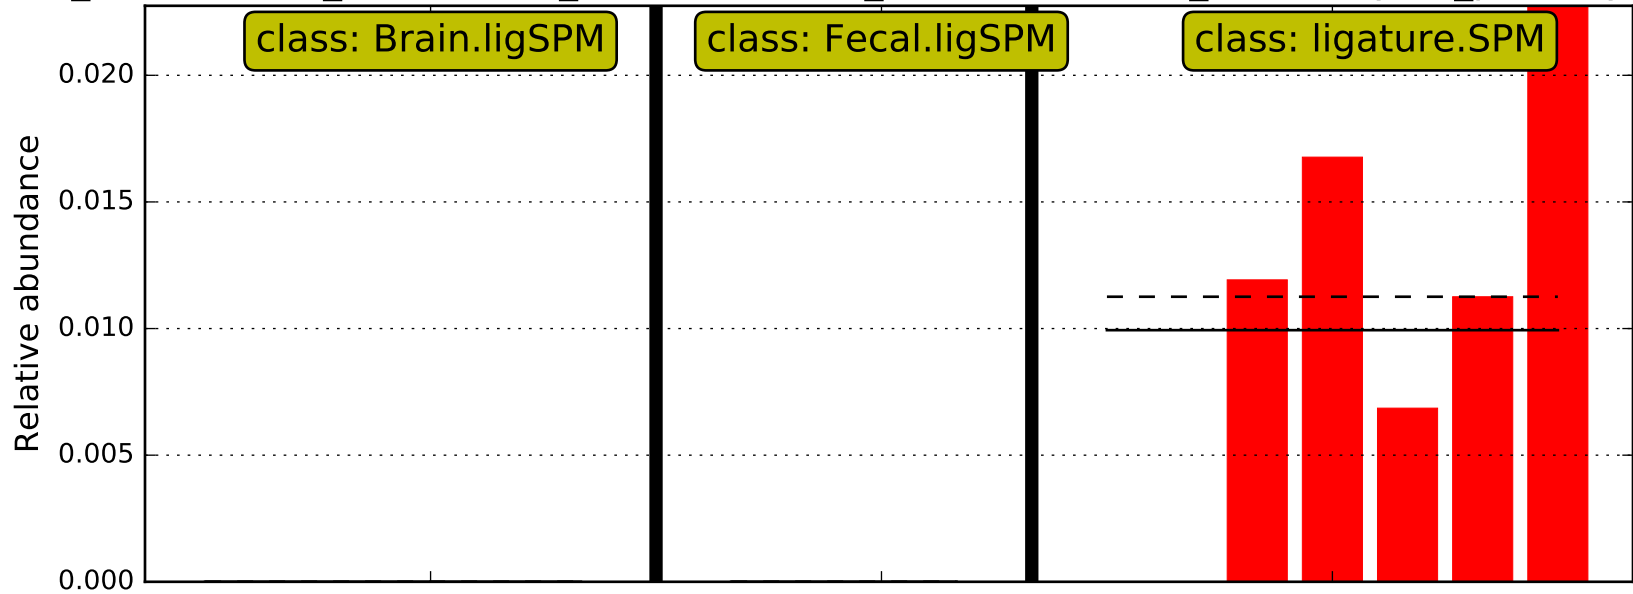 class: Brain.ligSPM
class: Fecal.ligSPM
class: ligature.SPM
Relative abundance
0.020
0.015
0.010
0.005
0.000